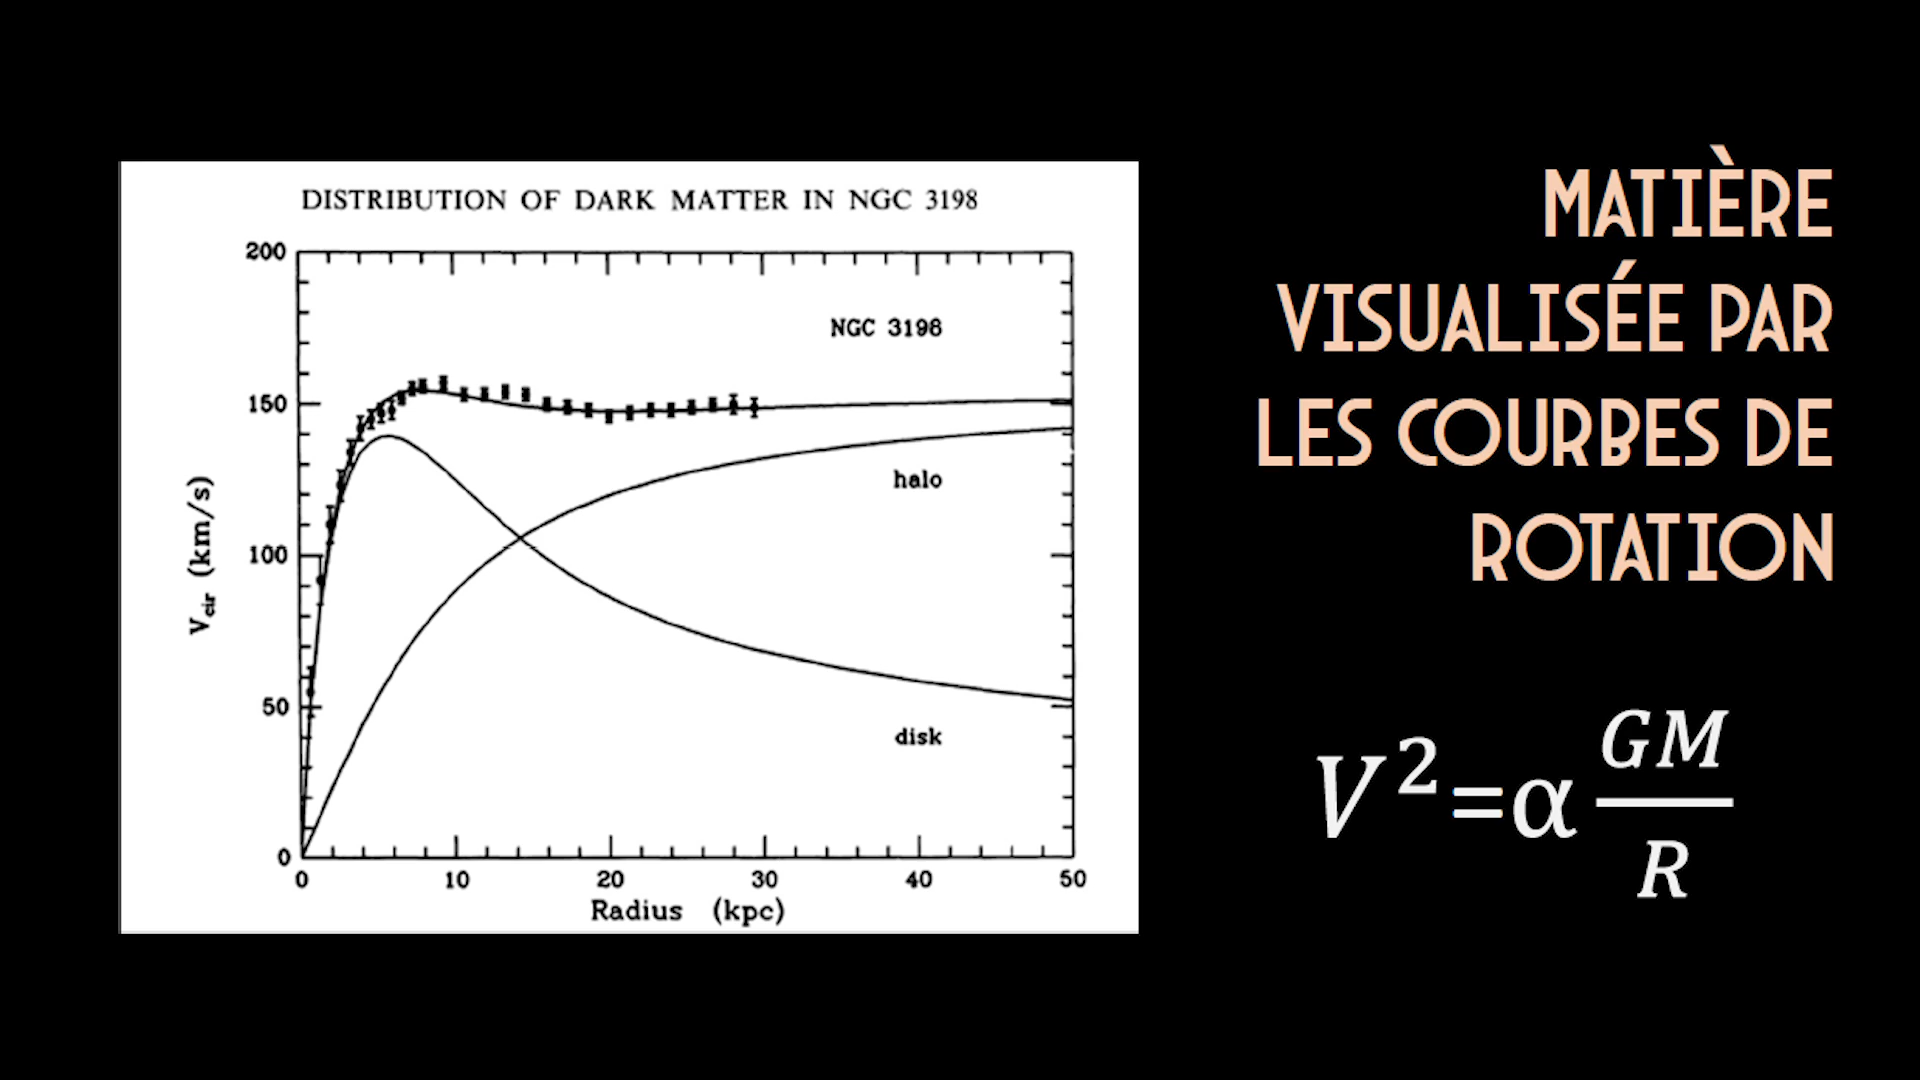 DISTRIBUTION OF DARK MATTER IN NGC 3198
200
NGC 3198
150
halo
100
V_cir (km/s)
50
disk
0
0 10 20 30 40 50
Radius (kpc)
MATIÈRE
VISUALISÉE PAR
LES COURBES DE
ROTATION
V²=α GM/R